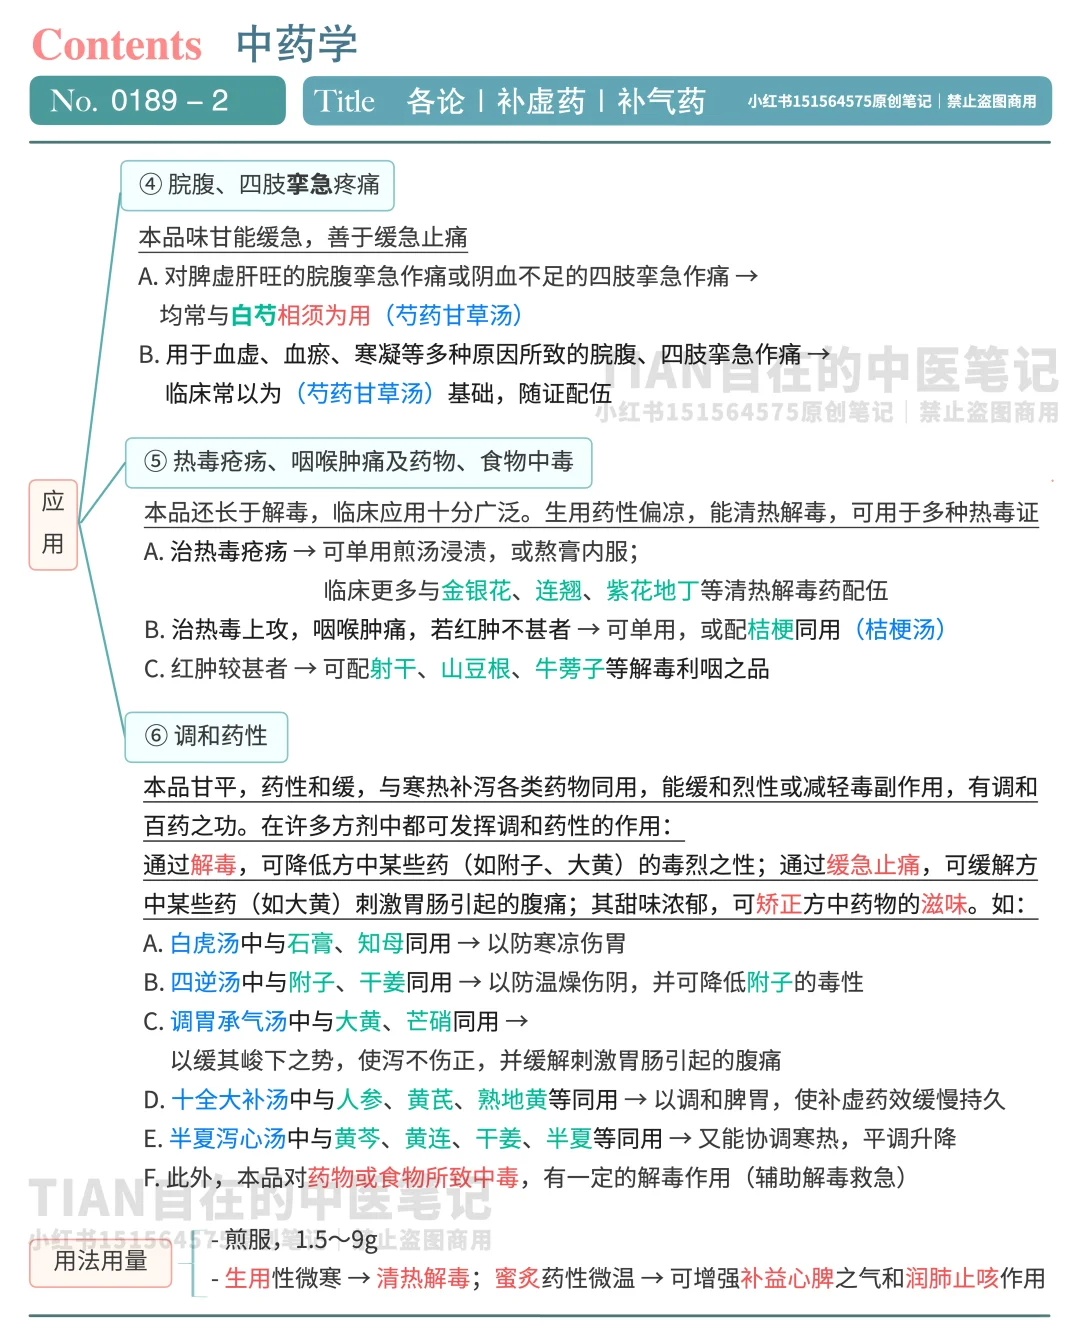 Contents 中药学
No. 0189 – 2
Title 各论丨补虚药丨补气药 小红书151564575原创笔记｜禁止盗图商用
④ 脘腹、四肢挛急疼痛
本品味甘能缓急，善于缓急止痛
A. 对脾虚肝旺的脘腹挛急作痛或阴血不足的四肢挛急作痛 →
均常与白芍相须为用（芍药甘草汤）
B. 用于血虚、血瘀、寒凝等多种原因所致的脘腹、四肢挛急作痛 →
临床常以为（芍药甘草汤）基础，随证配伍
TIAN自在的中医笔记
小红书151564575原创笔记｜禁止盗图商用
应用
⑤ 热毒疮疡、咽喉肿痛及药物、食物中毒
本品还长于解毒，临床应用十分广泛。生用药性偏凉，能清热解毒，可用于多种热毒证
A. 治热毒疮疡 → 可单用煎汤浸渍，或熬膏内服；
临床更多与金银花、连翘、紫花地丁等清热解毒药配伍
B. 治热毒上攻，咽喉肿痛，若红肿不甚者 → 可单用，或配桔梗同用（桔梗汤）
C. 红肿较甚者 → 可配射干、山豆根、牛蒡子等解毒利咽之品
⑥ 调和药性
本品甘平，药性和缓，与寒热补泻各类药物同用，能缓和烈性或减轻毒副作用，有调和
百药之功。在许多方剂中都可发挥调和药性的作用：
通过解毒，可降低方中某些药（如附子、大黄）的毒烈之性；通过缓急止痛，可缓解方
中某些药（如大黄）刺激胃肠引起的腹痛；其甜味浓郁，可矫正方中药物的滋味。如：
A. 白虎汤中与石膏、知母同用 → 以防寒凉伤胃
B. 四逆汤中与附子、干姜同用 → 以防温燥伤阴，并可降低附子的毒性
C. 调胃承气汤中与大黄、芒硝同用 →
以缓其峻下之势，使泻不伤正，并缓解刺激胃肠引起的腹痛
D. 十全大补汤中与人参、黄芪、熟地黄等同用 → 以调和脾胃，使补虚药效缓慢持久
E. 半夏泻心汤中与黄芩、黄连、干姜、半夏等同用 → 又能协调寒热，平调升降
F. 此外，本品对药物或食物所致中毒，有一定的解毒作用（辅助解毒救急）
TIAN自在的中医笔记
小红书151564575原创笔记｜禁止盗图商用
用法用量
- 煎服，1.5～9g
- 生用性微寒 → 清热解毒；蜜炙药性微温 → 可增强补益心脾之气和润肺止咳作用